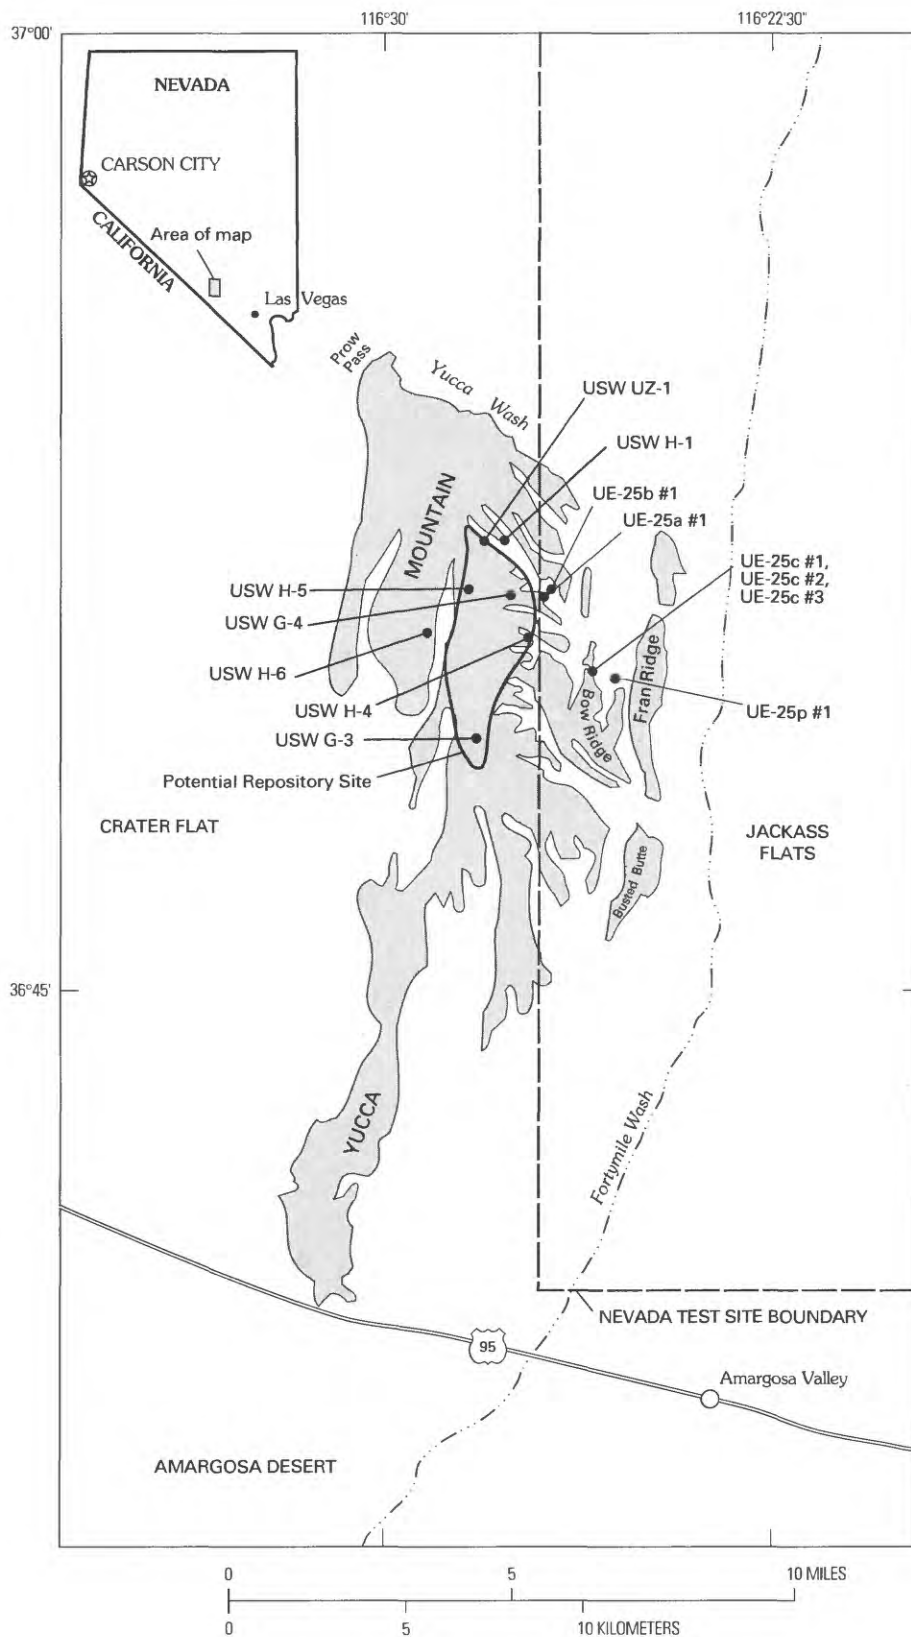 116°30'
116°22'30"
37°00'
NEVADA
CARSON CITY
CALIFORNIA
Area of map
Las Vegas
Prow
Pass
Yucca
Wash
USW UZ-1
USW H-1
UE-25b #1
UE-25a #1
MOUNTAIN
UE-25c #1,
UE-25c #2,
UE-25c #3
USW H-5
USW G-4
USW H-6
USW H-4
USW G-3
Bow
Ridge
Fran Ridge
UE-25p #1
Potential Repository Site
CRATER FLAT
JACKASS
FLATS
Busted Butte
36°45'
YUCCA
Fortymile Wash
NEVADA TEST SITE BOUNDARY
95
Amargosa Valley
AMARGOSA DESERT
0 5 10 MILES
0 5 10 KILOMETERS